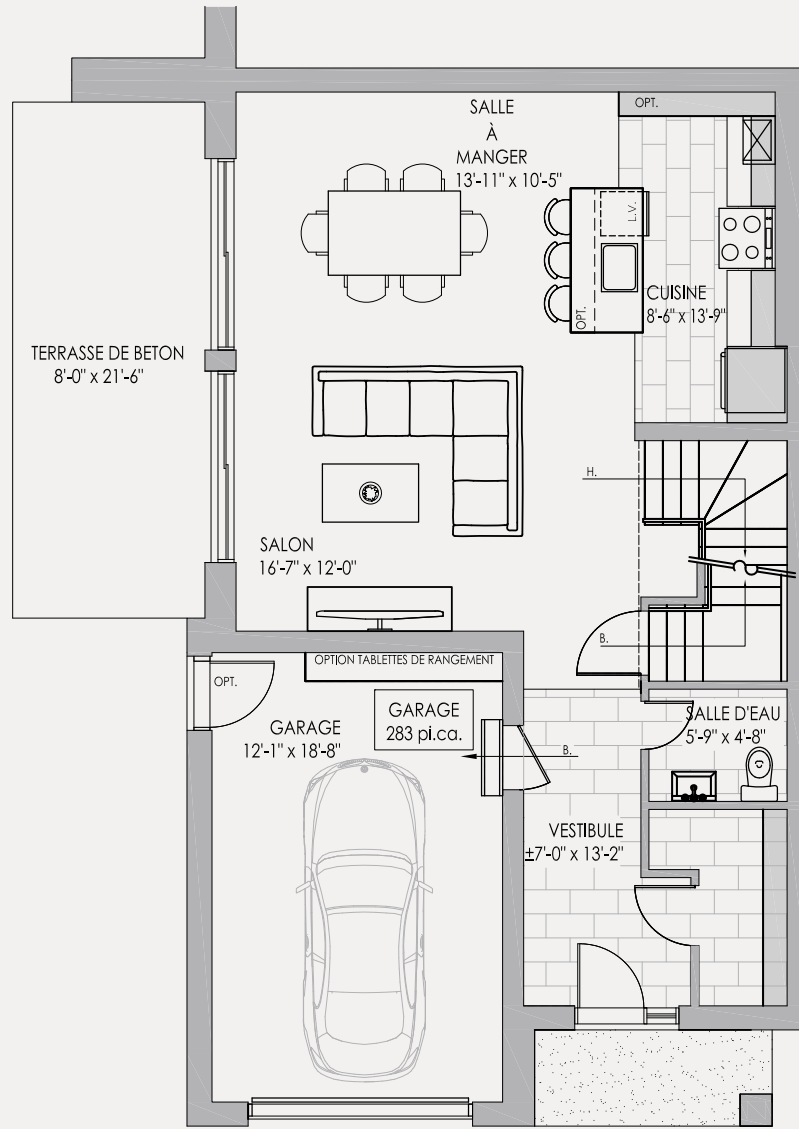 OPT.
SALLE
À
MANGER
13'-11" x 10'-5"
L.V.
OPT.
CUISINE
8'-6" x 13'-9"
TERRASSE DE BETON
8'-0" x 21'-6"
H.
SALON
16'-7" x 12'-0"
B.
OPTION TABLETTES DE RANGEMENT
OPT.
GARAGE
12'-1" x 18'-8"
GARAGE
283 pi.ca.
B.
SALLE D'EAU
5'-9" x 4'-8"
VESTIBULE
±7'-0" x 13'-2"